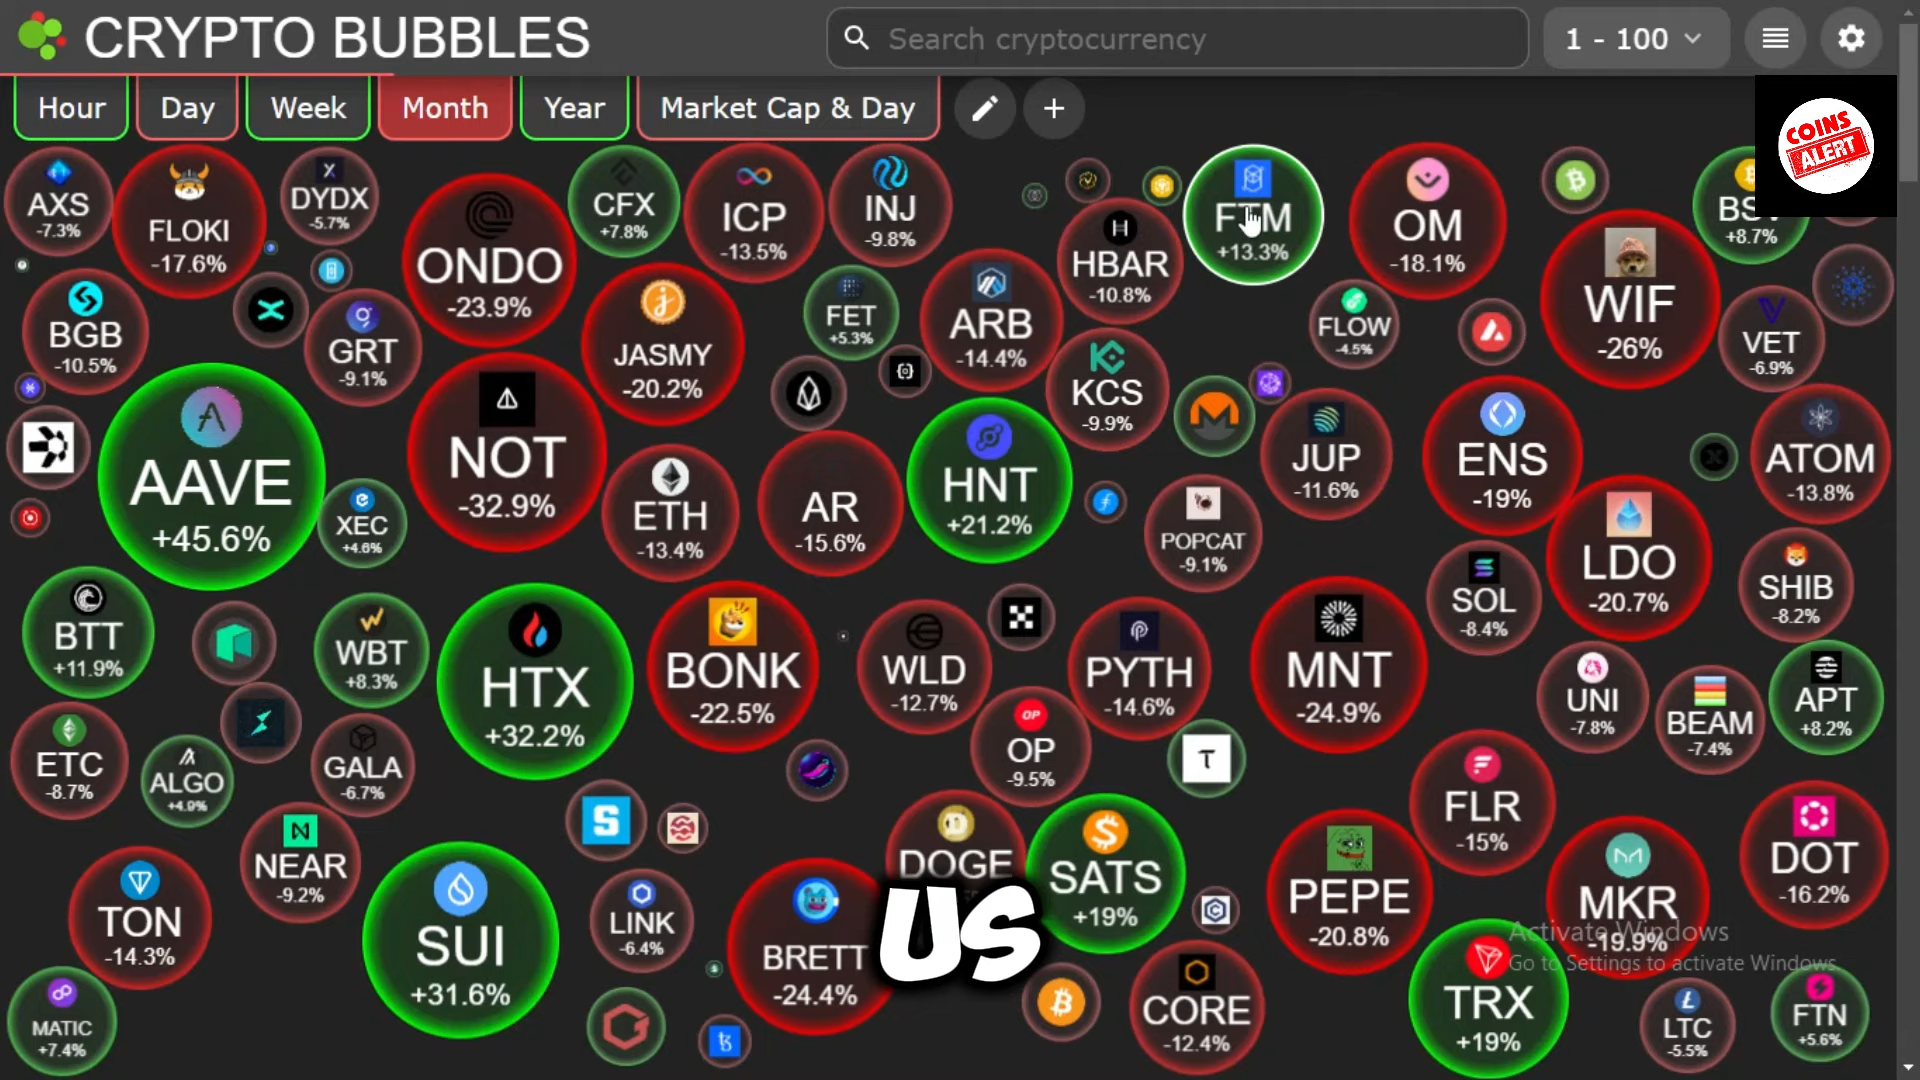 CRYPTO BUBBLES
Search cryptocurrency
1 - 100
Hour
Day
Week
Month
Year
Market Cap & Day
COINS
ALERT
AXS
-7.3%
FLOKI
-17.6%
DYDX
-5.7%
ONDO
-23.9%
CFX
+7.8%
ICP
-13.5%
INJ
-9.8%
HBAR
-10.8%
FTM
+13.3%
OM
-18.1%
WIF
-26%
+8.7%
BGB
-10.5%
GRT
-9.1%
JASMY
-20.2%
FET
+5.3%
ARB
-14.4%
KCS
-9.9%
FLOW
-4.5%
VET
-6.9%
AAVE
+45.6%
XEC
+4.6%
NOT
-32.9%
ETH
-13.4%
AR
-15.6%
HNT
+21.2%
POPCAT
-9.1%
JUP
-11.6%
ENS
-19%
ATOM
-13.8%
LDO
-20.7%
SOL
-8.4%
SHIB
-8.2%
BTT
+11.9%
WBT
+8.3%
HTX
+32.2%
BONK
-22.5%
WLD
-12.7%
PYTH
-14.6%
MNT
-24.9%
UNI
-7.8%
BEAM
-7.4%
APT
+8.2%
ETC
-8.7%
ALGO
+4.9%
GALA
-6.7%
OP
OP
-9.5%
FLR
-15%
NEAR
-9.2%
DOGE
SATS
+19%
PEPE
-20.8%
MKR
-19.9%
DOT
-16.2%
TON
-14.3%
SUI
+31.6%
LINK
-6.4%
BRETT
-24.4%
US
CORE
-12.4%
TRX
+19%
Activate Windows
Go to Settings to activate Windows.
MATIC
+7.4%
LTC
-5.5%
FTN
+5.6%